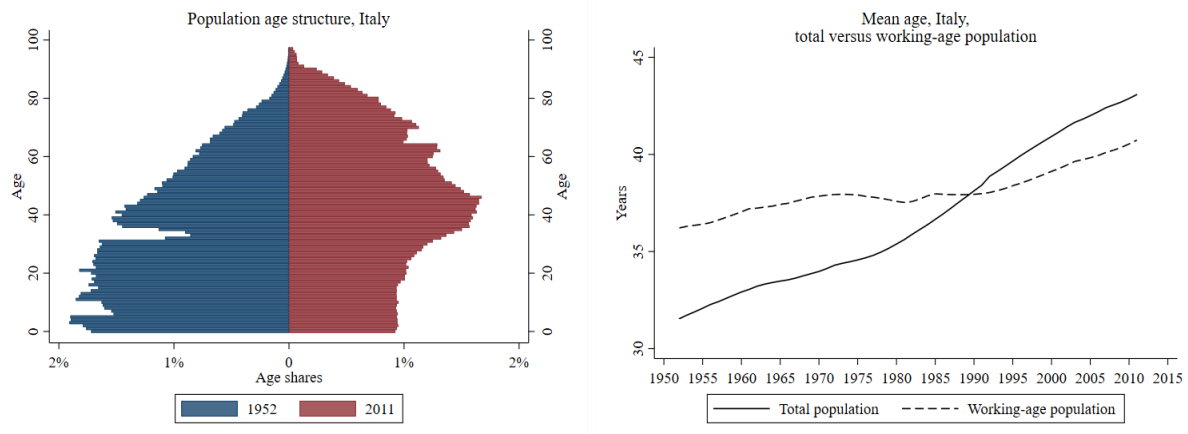 Population age structure, Italy
100
80
60
40
20
0
Age
100
80
60
40
20
0
Age
2%
1%
0
1%
2%
Age shares
1952
2011
Mean age, Italy,
total versus working-age population
45
40
35
30
Years
1950 1955 1960 1965 1970 1975 1980 1985 1990 1995 2000 2005 2010 2015
Total population
Working-age population